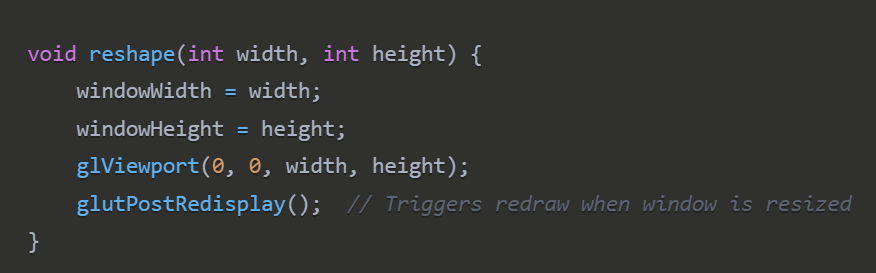 void reshape(int width, int height) {
    windowWidth = width;
    windowHeight = height;
    glViewport(0, 0, width, height);
    glutPostRedisplay();  // Triggers redraw when window is resized
}